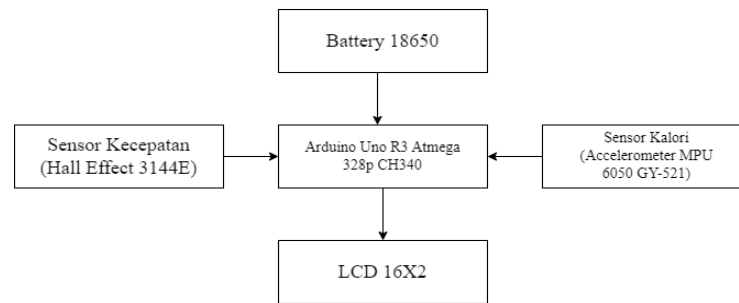 Battery 18650
Sensor Kecepatan
(Hall Effect 3144E)
Arduino Uno R3 Atmega
328p CH340
Sensor Kalori
(Accelerometer MPU
6050 GY-521)
LCD 16X2